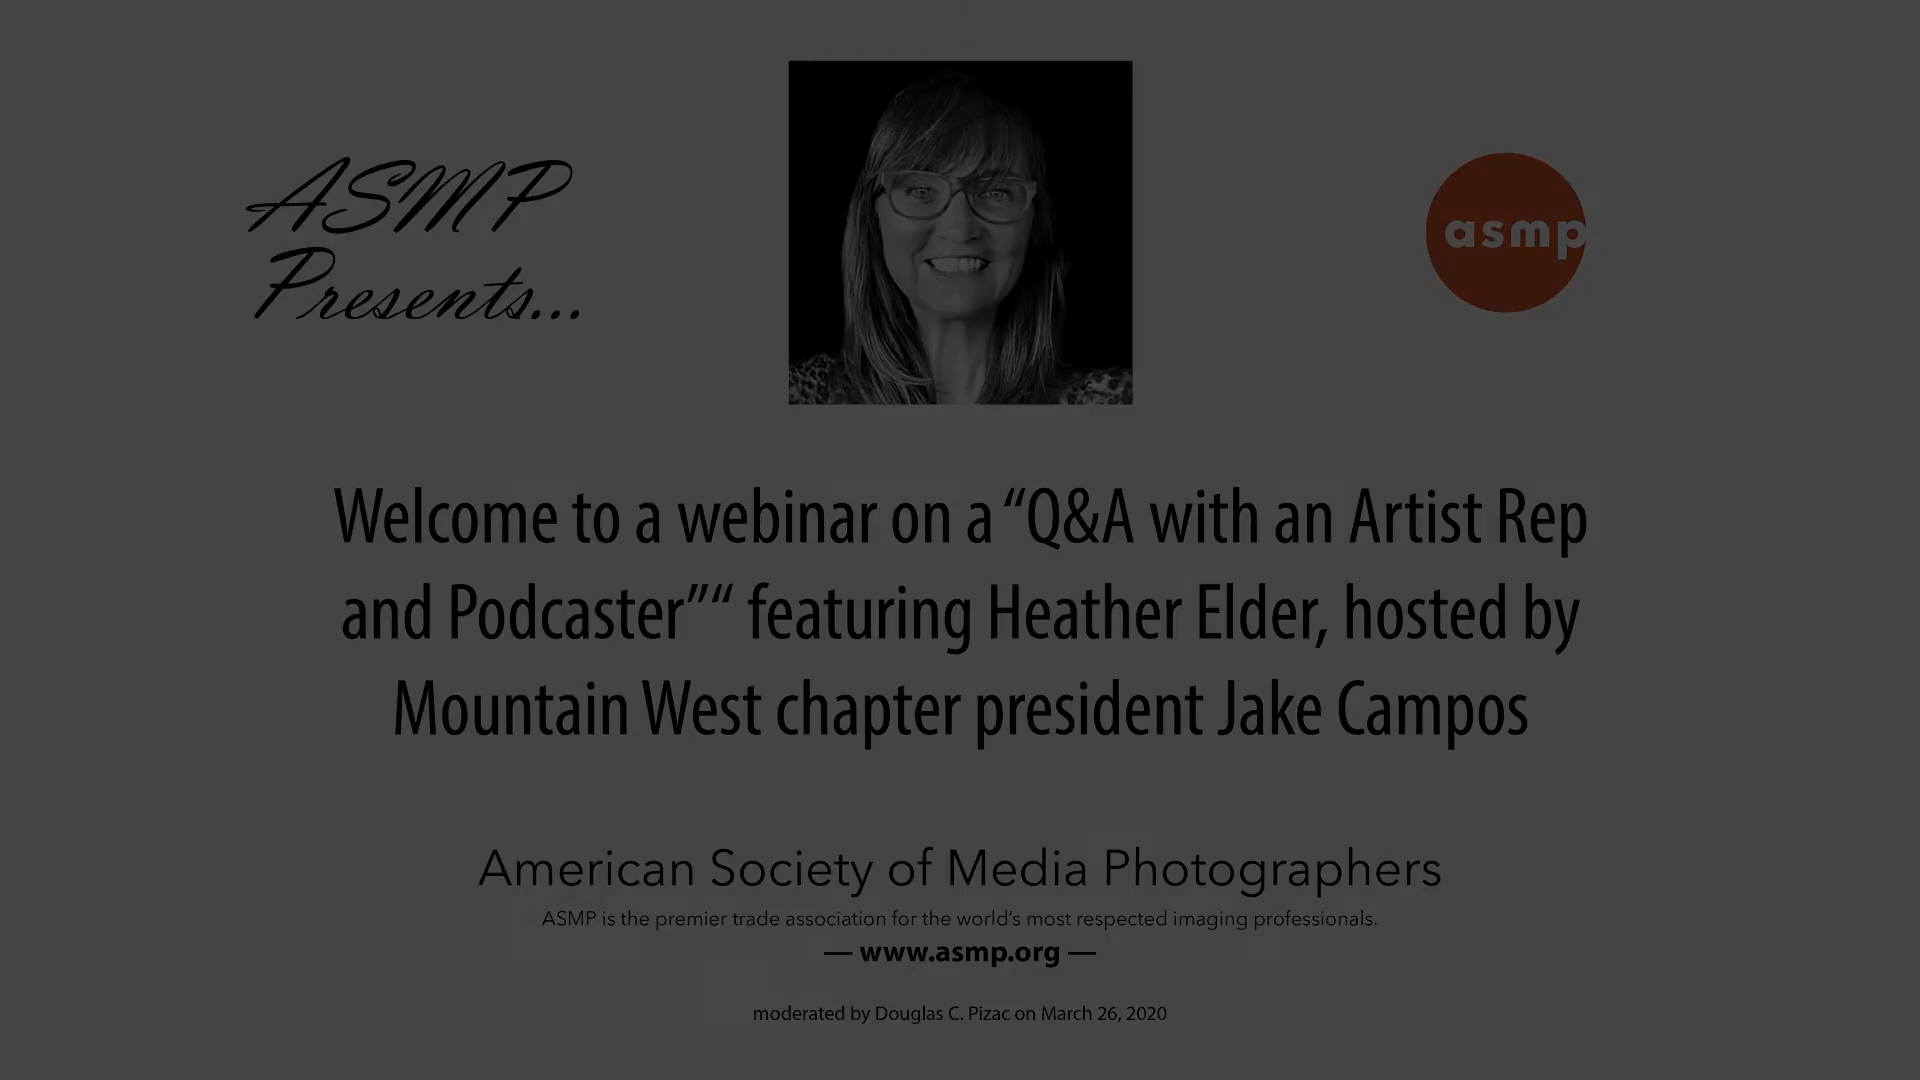 ASMP
Presents...
asmp
Welcome to a webinar on a “Q&A with an Artist Rep
and Podcaster”“ featuring Heather Elder, hosted by
Mountain West chapter president Jake Campos
American Society of Media Photographers
ASMP is the premier trade association for the world’s most respected imaging professionals.
— www.asmp.org —
moderated by Douglas C. Pizac on March 26, 2020